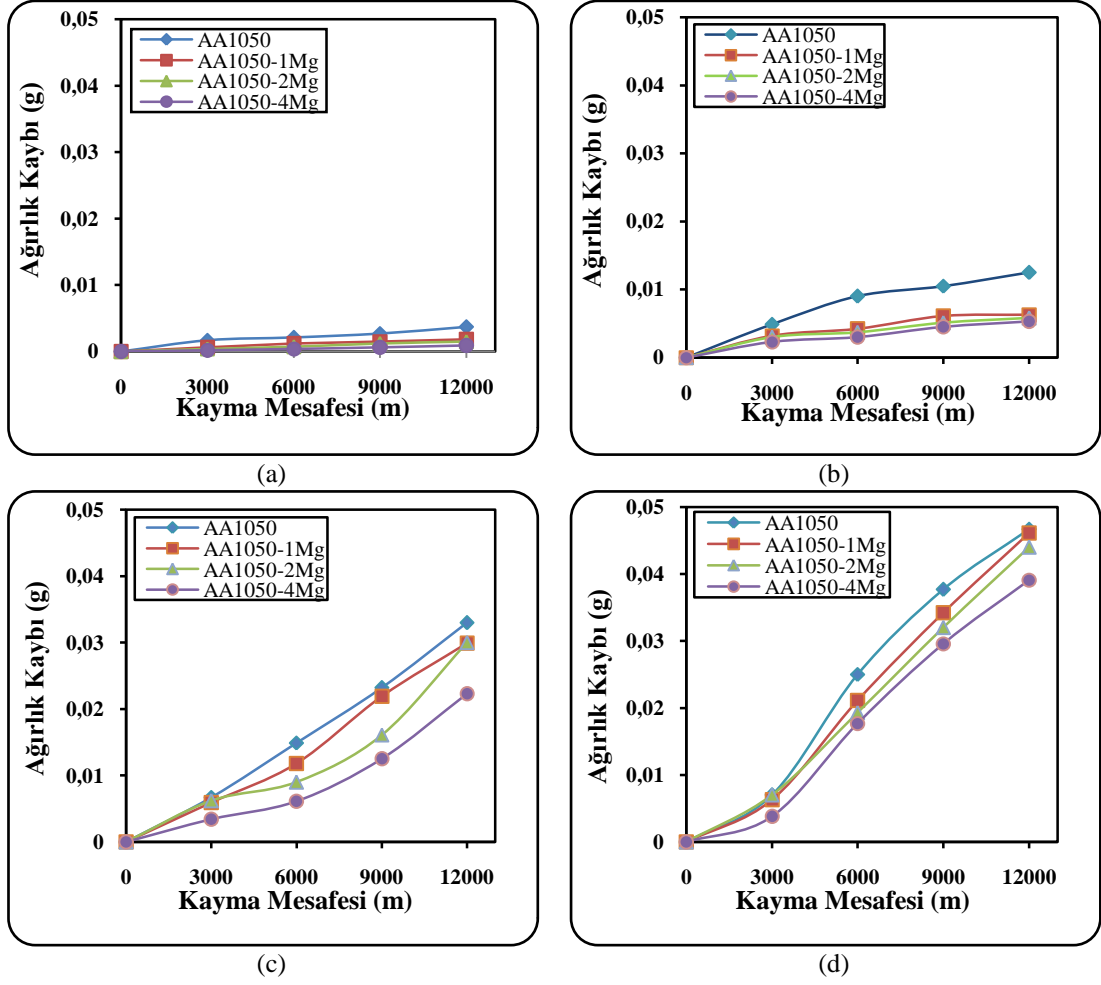 0,05
0,04
0,03
0,02
0,01
0
Ağırlık Kaybı (g)
AA1050
AA1050-1Mg
AA1050-2Mg
AA1050-4Mg
0 3000 6000 9000 12000
Kayma Mesafesi (m)
(a)
0,05
0,04
0,03
0,02
0,01
0
Ağırlık Kaybı (g)
AA1050
AA1050-1Mg
AA1050-2Mg
AA1050-4Mg
0 3000 6000 9000 12000
Kayma Mesafesi (m)
(b)
0,05
0,04
0,03
0,02
0,01
0
Ağırlık Kaybı (g)
AA1050
AA1050-1Mg
AA1050-2Mg
AA1050-4Mg
0 3000 6000 9000 12000
Kayma Mesafesi (m)
(c)
0,05
0,04
0,03
0,02
0,01
0
Ağırlık Kaybı (g)
AA1050
AA1050-1Mg
AA1050-2Mg
AA1050-4Mg
0 3000 6000 9000 12000
Kayma Mesafesi (m)
(d)